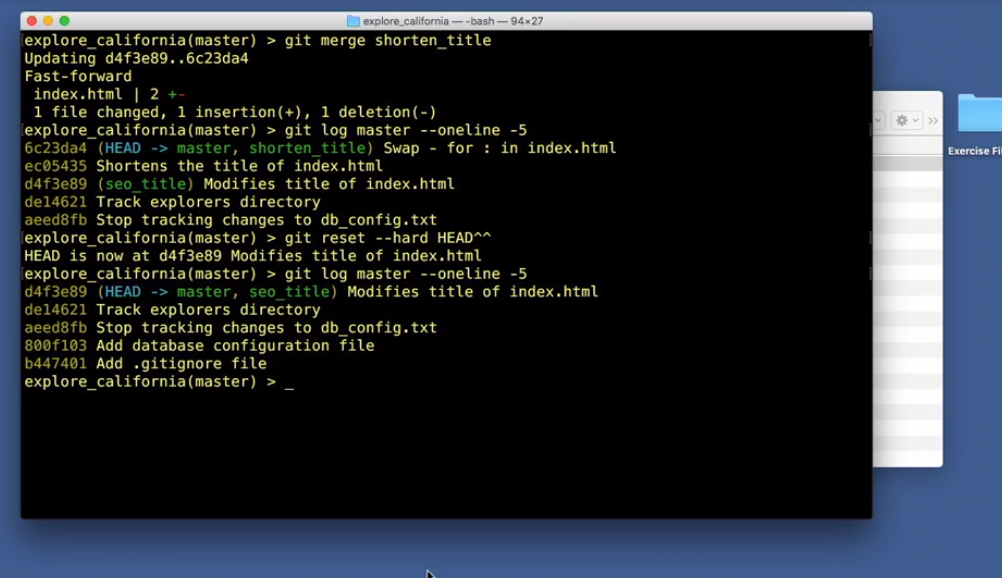 explore_california — -bash — 94×27
explore_california(master) > git merge shorten_title
Updating d4f3e89..6c23da4
Fast-forward
 index.html | 2 +-
 1 file changed, 1 insertion(+), 1 deletion(-)
explore_california(master) > git log master --oneline -5
6c23da4 (HEAD -> master, shorten_title) Swap - for : in index.html
ec05435 Shortens the title of index.html
d4f3e89 (seo_title) Modifies title of index.html
de14621 Track explorers directory
aeed8fb Stop tracking changes to db_config.txt
explore_california(master) > git reset --hard HEAD^^
HEAD is now at d4f3e89 Modifies title of index.html
explore_california(master) > git log master --oneline -5
d4f3e89 (HEAD -> master, seo_title) Modifies title of index.html
de14621 Track explorers directory
aeed8fb Stop tracking changes to db_config.txt
800f103 Add database configuration file
b447401 Add .gitignore file
explore_california(master) > _
Exercise Fi